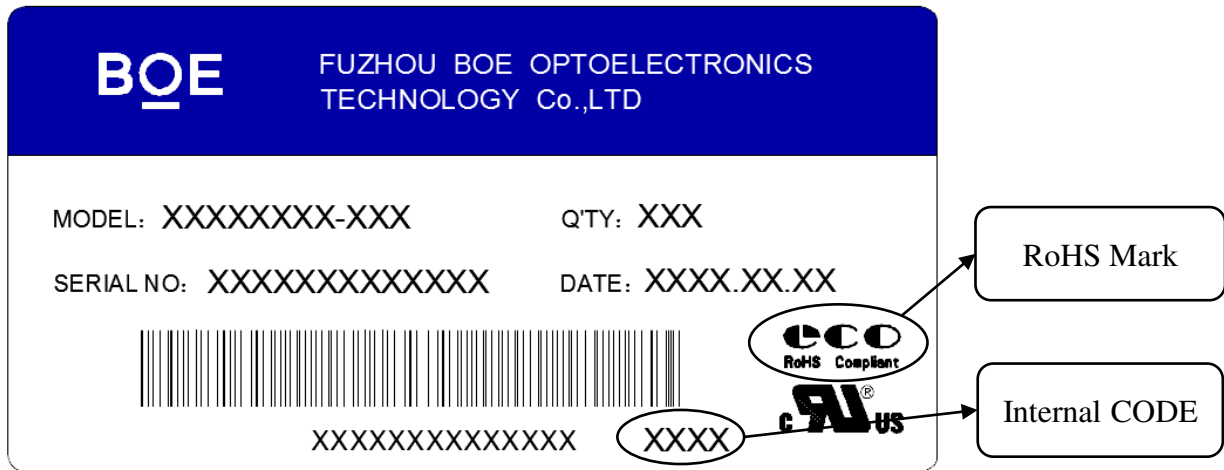 BOE
FUZHOU BOE OPTOELECTRONICS
TECHNOLOGY Co.,LTD
MODEL: XXXXXXXX-XXX
Q'TY: XXX
SERIAL NO: XXXXXXXXXXXXX
DATE: XXXX.XX.XX
RoHS Mark
eco
RoHS Compliant
Internal CODE
c RU ® US
XXXXXXXXXXXXXX
XXXX